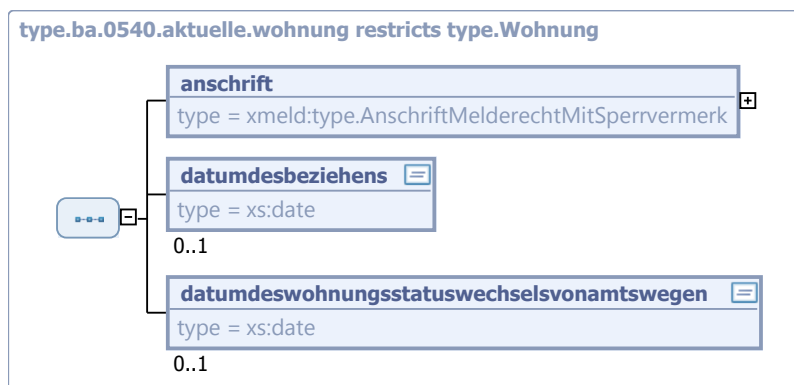 type.ba.0540.aktuelle.wohnung restricts type.Wohnung
anschrift
type = xmeld:type.AnschriftMelderechtMitSperrvermerk
datumdesbeziehens
type = xs:date
0..1
datumdeswohnungsstatuswechselsvonamtswegen
type = xs:date
0..1